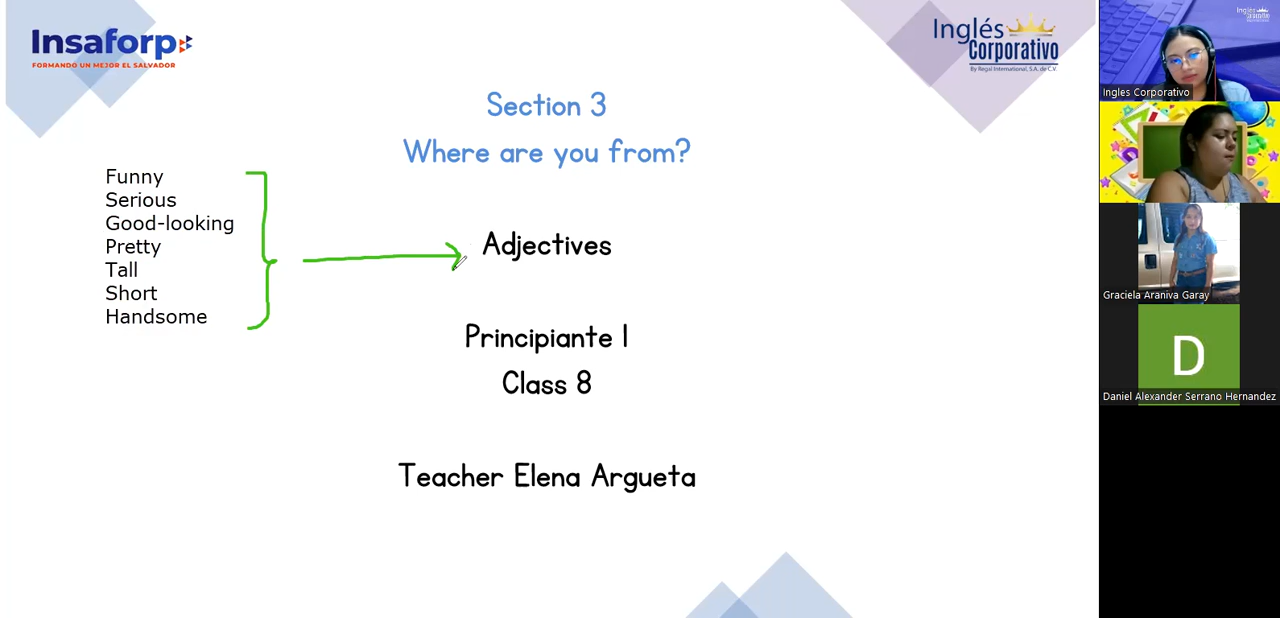 Insaforp
FORMANDO UN MEJOR EL SALVADOR
Inglés
Corporativo
By Regal International, S.A. de C.V.
Section 3
Where are you from?
Funny
Serious
Good-looking
Pretty
Tall
Short
Handsome
Adjectives
Principiante I
Class 8
Teacher Elena Argueta
Ingles Corporativo
Graciela Araniva Garay
D
Daniel Alexander Serrano Hernandez